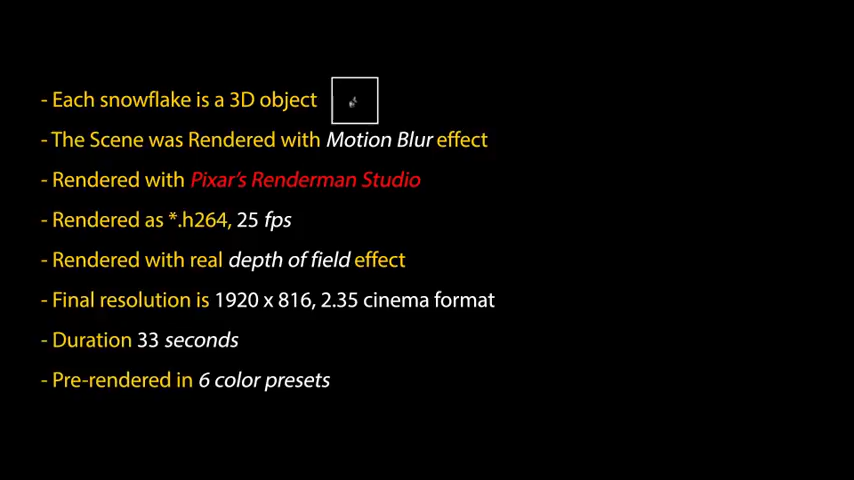 - Each snowflake is a 3D object
- The Scene was Rendered with Motion Blur effect
- Rendered with Pixar's Renderman Studio
- Rendered as *.h264, 25 fps
- Rendered with real depth of field effect
- Final resolution is 1920 x 816, 2.35 cinema format
- Duration 33 seconds
- Pre-rendered in 6 color presets